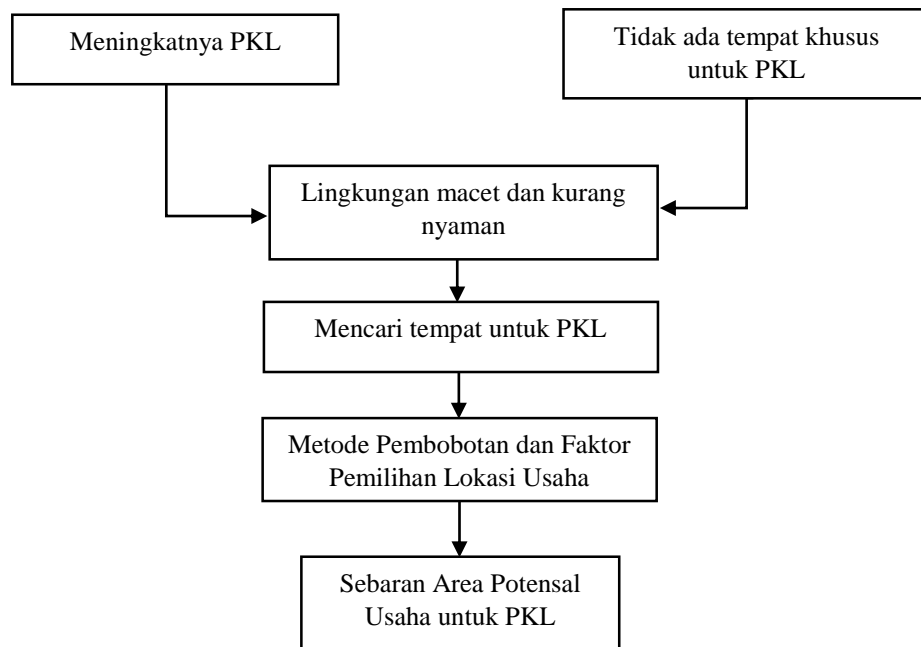 Meningkatnya PKL
Tidak ada tempat khusus
untuk PKL
Lingkungan macet dan kurang
nyaman
Mencari tempat untuk PKL
Metode Pembobotan dan Faktor
Pemilihan Lokasi Usaha
Sebaran Area Potensal
Usaha untuk PKL